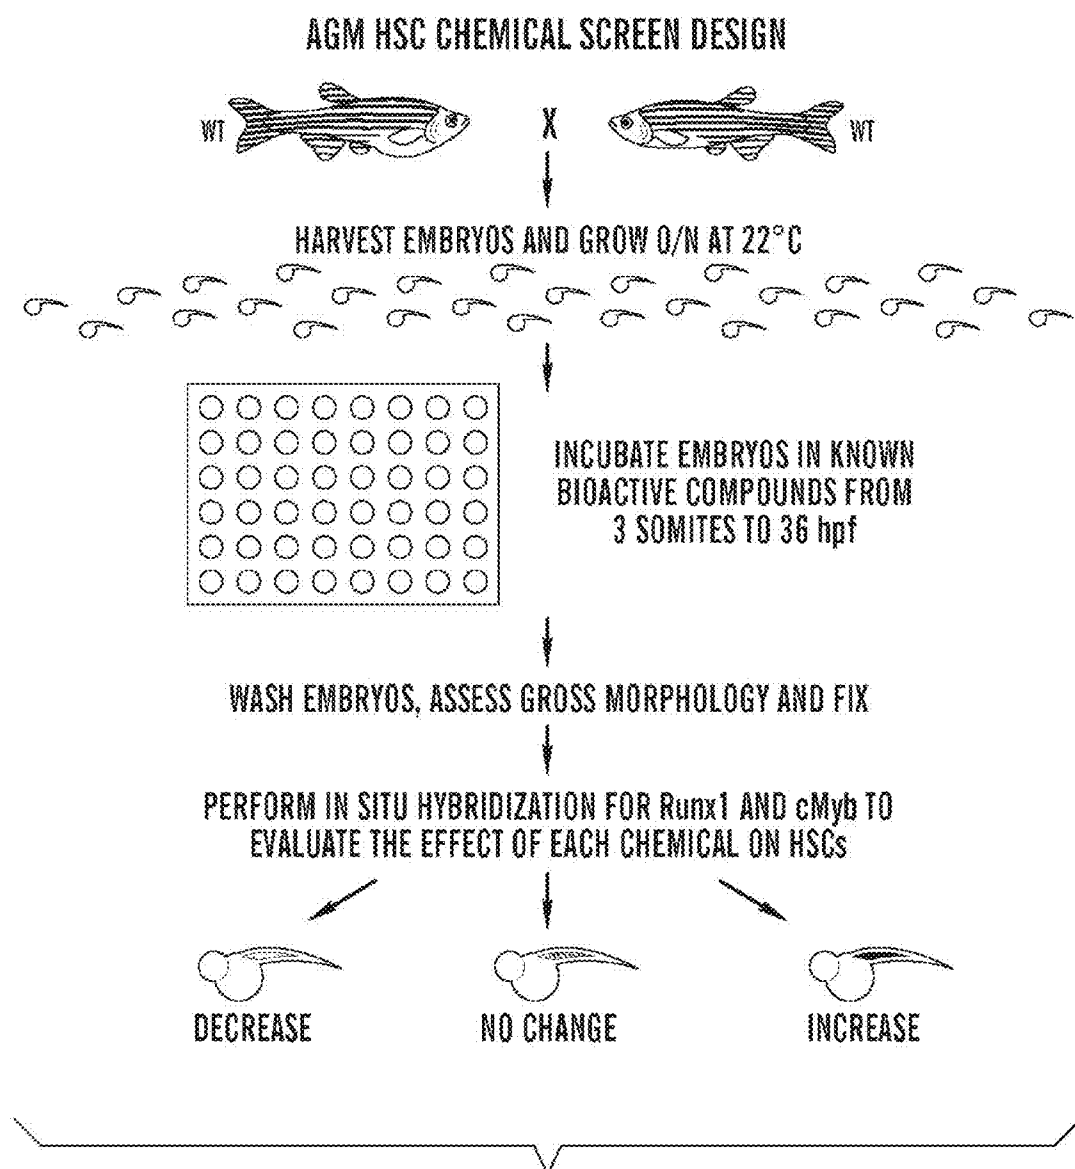 AGM HSC CHEMICAL SCREEN DESIGN
WT X WT
HARVEST EMBRYOS AND GROW O/N AT 22°C
INCUBATE EMBRYOS IN KNOWN
BIOACTIVE COMPOUNDS FROM
3 SOMITES TO 36 hpf
WASH EMBRYOS, ASSESS GROSS MORPHOLOGY AND FIX
PERFORM IN SITU HYBRIDIZATION FOR Runx1 AND cMyb TO
EVALUATE THE EFFECT OF EACH CHEMICAL ON HSCs
DECREASE NO CHANGE INCREASE